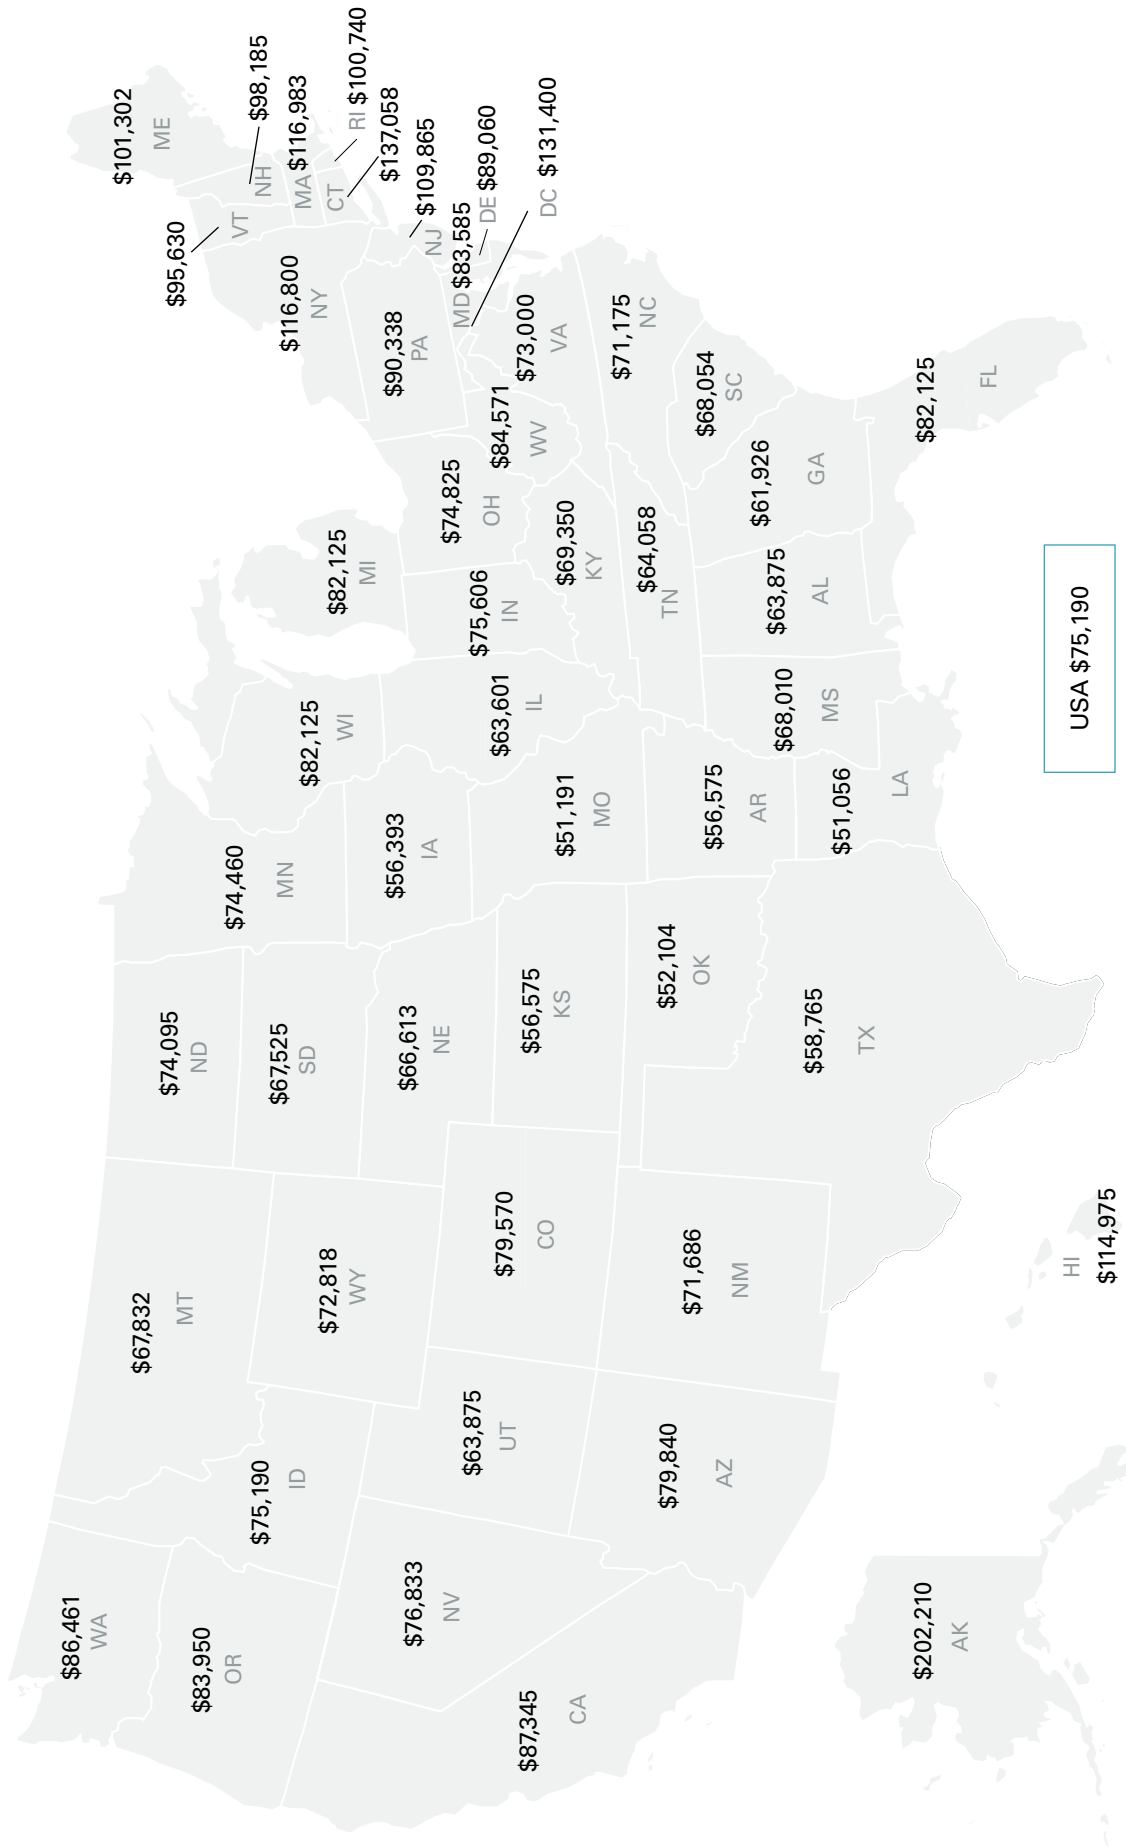 $86,461
WA
$83,950
OR
$87,345
CA
$76,833
NV
$75,190
ID
$67,832
MT
$72,818
WY
$63,875
UT
$79,840
AZ
$79,570
CO
$71,686
NM
$74,095
ND
$67,525
SD
$66,613
NE
$56,575
KS
$52,104
OK
$58,765
TX
$74,460
MN
$56,393
IA
$51,191
MO
$56,575
AR
$51,056
LA
$82,125
WI
$63,601
IL
$82,125
MI
$75,606
IN
$74,825
OH
$69,350
KY
$64,058
TN
$68,010
MS
$63,875
AL
$61,926
GA
$82,125
FL
$68,054
SC
$71,175
NC
$73,000
VA
$84,571
WV
$90,338
PA
$116,800
NY
$95,630
VT
$101,302
ME
NH
$98,185
MA $116,983
RI $100,740
CT
$137,058
NJ
$109,865
DE $89,060
MD $83,585
DC $131,400
$202,210
AK
HI
$114,975
USA $75,190